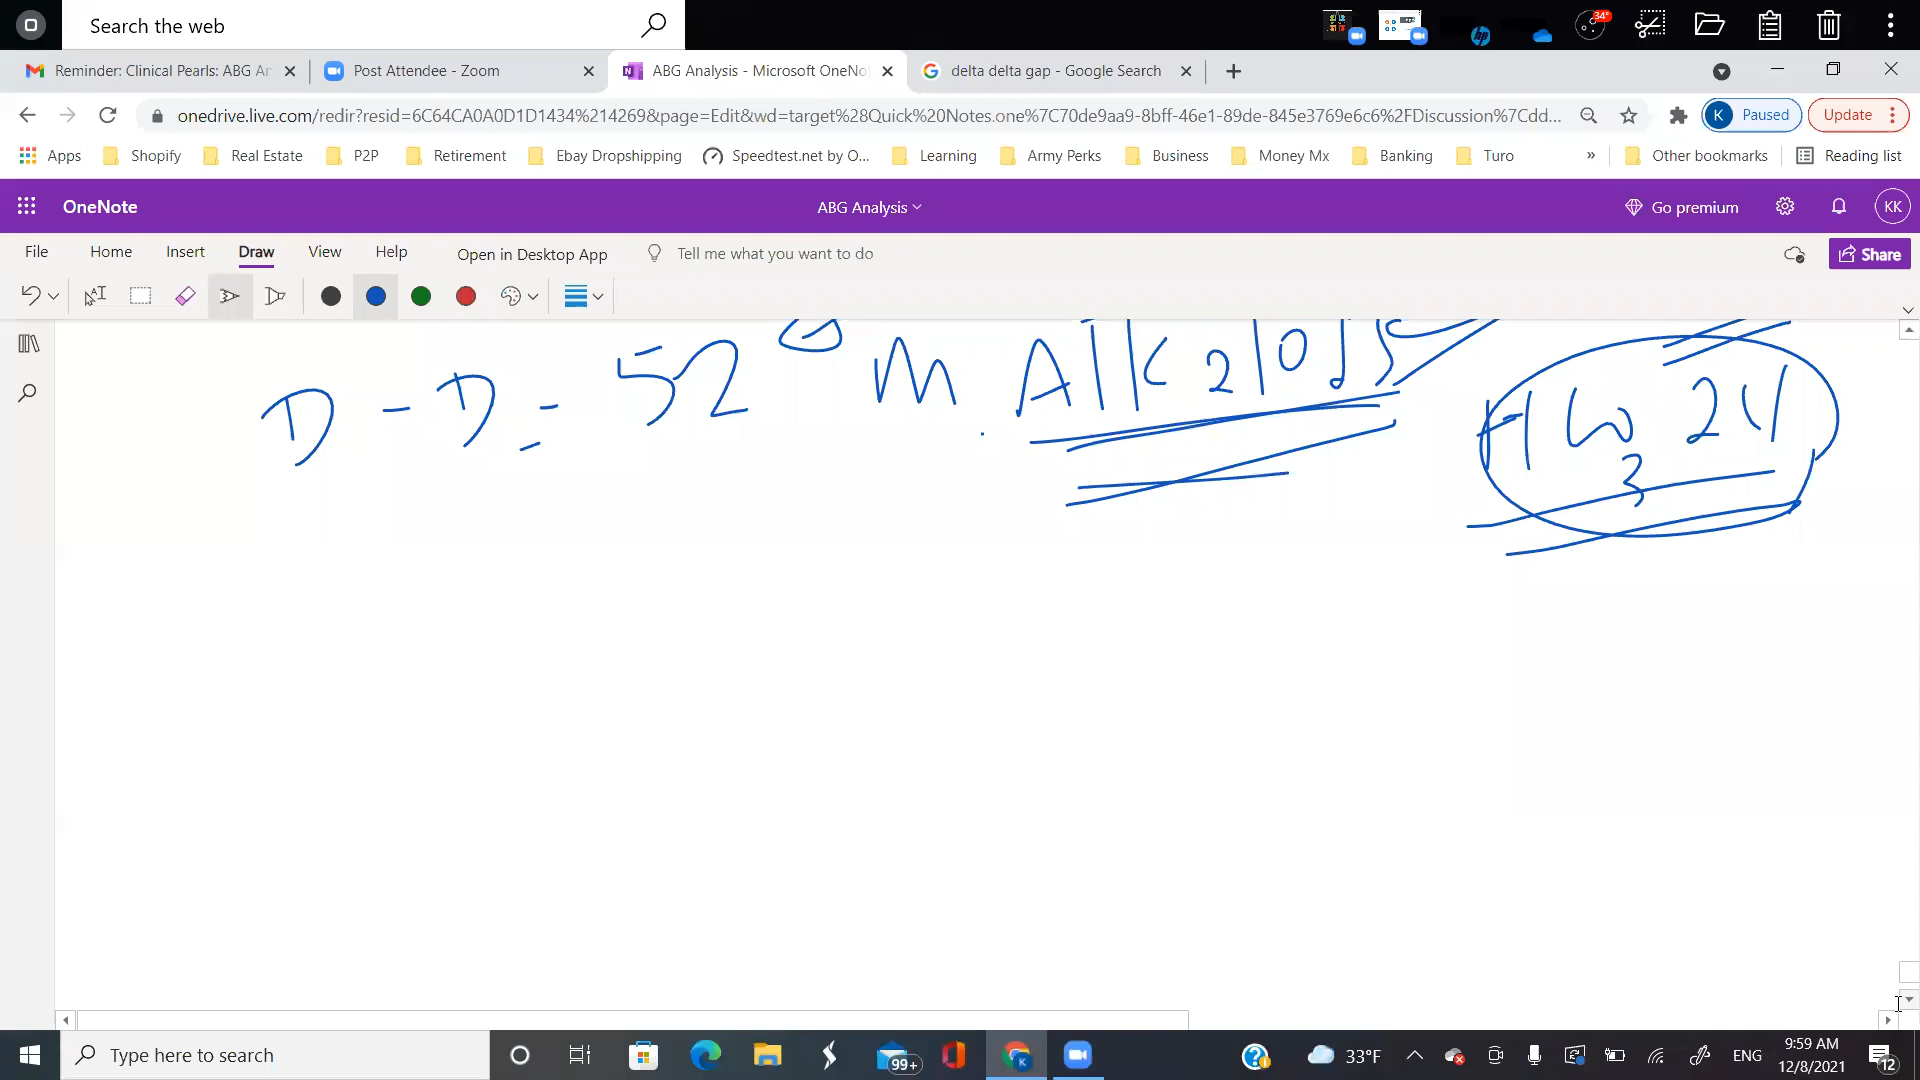 Search the web
34°
Reminder: Clinical Pearls: ABG An
Post Attendee - Zoom
ABG Analysis - Microsoft OneNo
delta delta gap - Google Search
onedrive.live.com/redir?resid=6C64CA0A0D1D1434%214269&page=Edit&wd=target%28Quick%20Notes.one%7C70de9aa9-8bff-46e1-89de-845e3769e6c6%2FDiscussion%7Cdd...
K Paused
Update
Apps Shopify Real Estate P2P Retirement Ebay Dropshipping Speedtest.net by O... Learning Army Perks Business Money Mx Banking Turo » Other bookmarks Reading list
OneNote
ABG Analysis
Go premium
KK
File Home Insert Draw View Help Open in Desktop App Tell me what you want to do
Share
D - D = 52 M Alkalosis
HCO3 24
Type here to search
99+
33°F
ENG
9:59 AM
12/8/2021
12